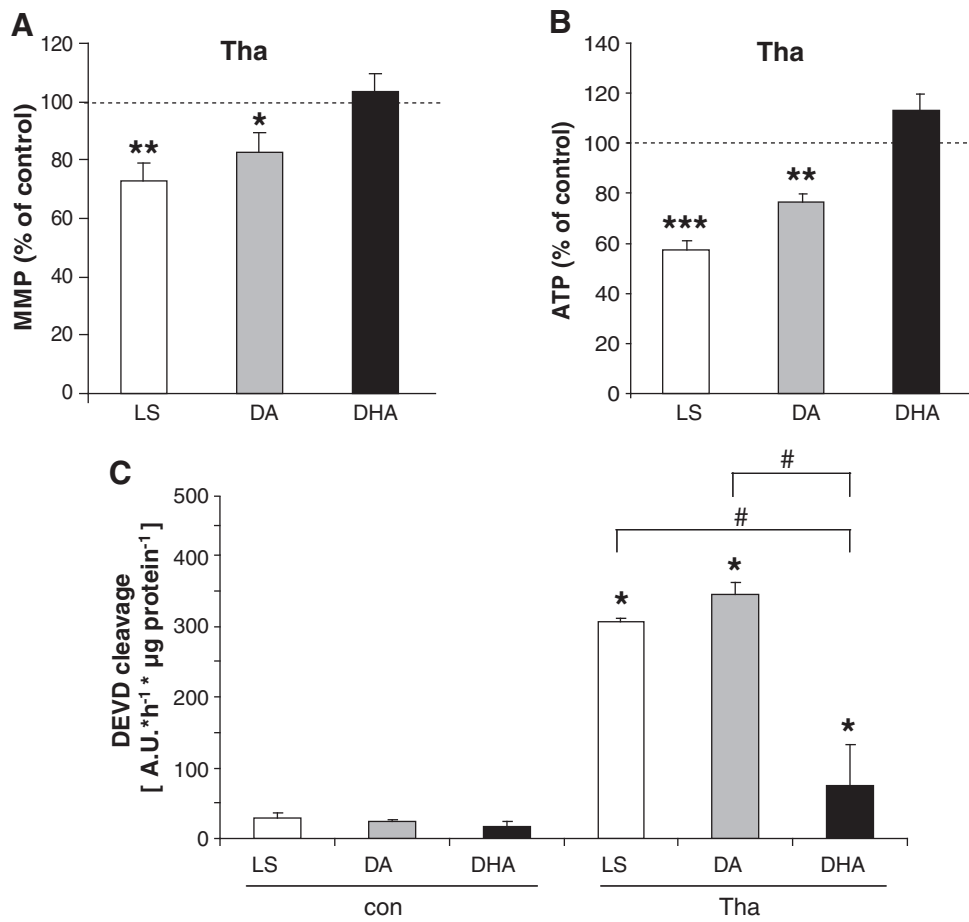 A
Tha
MMP (% of control)
120
100
80
60
40
20
0
**
*
LS DA DHA
B
Tha
ATP (% of control)
140
120
100
80
60
40
20
0
***
**
LS DA DHA
C
DEVD cleavage
[ A.U.*h-1 * µg protein-1 ]
500
400
300
200
100
0
#
#
*
*
*
LS DA DHA LS DA DHA
con Tha